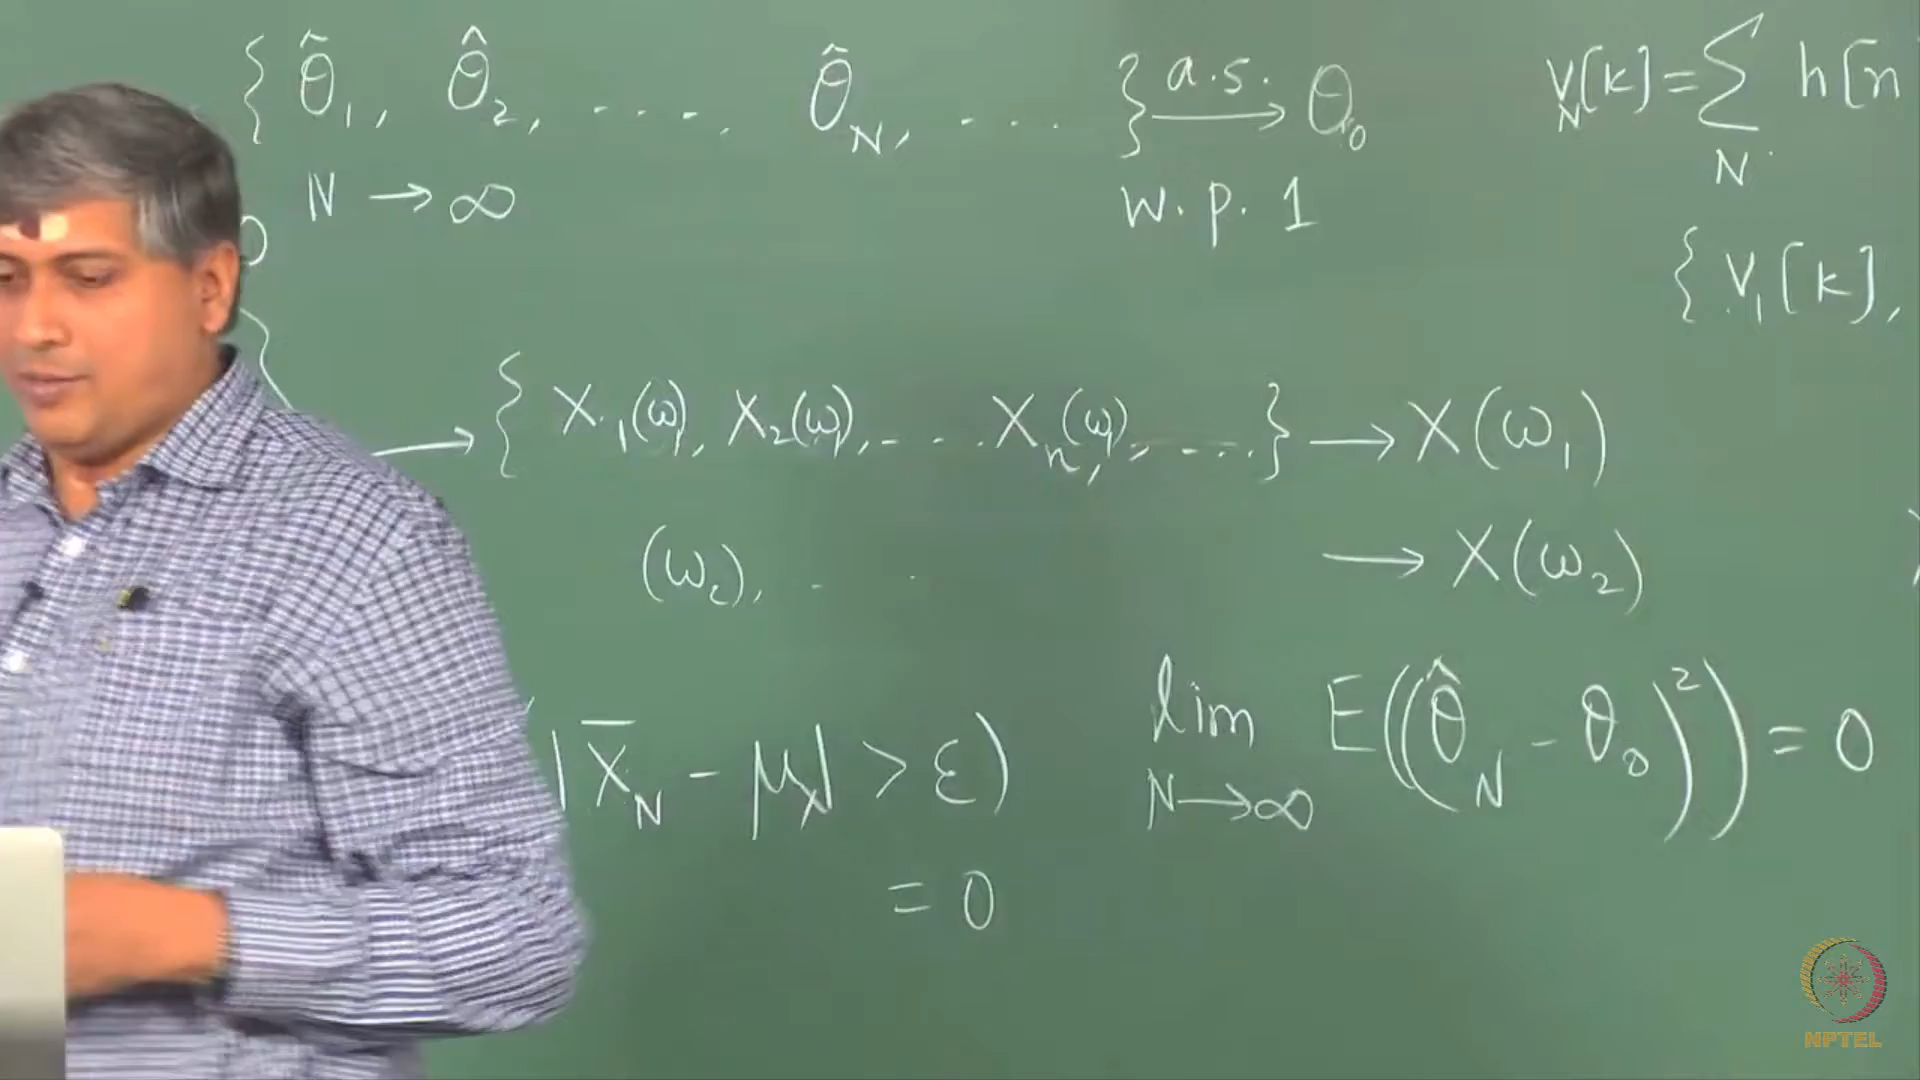 { θ̂₁, θ̂₂, ...., θ̂_N, .... } —a.s.→ θ₀
N → ∞
w. p. 1
V_N[k] = Σ_N h[n
{ V₁[k],
→ { X₁(ω₁), X₂(ω₁), .... X_n(ω₁), .... } → X(ω₁)
(ω₂), . . → X(ω₂)
|X̄_N - μ_X| > ε)
= 0
lim_{N→∞} E((θ̂_N - θ₀)²) = 0
NPTEL